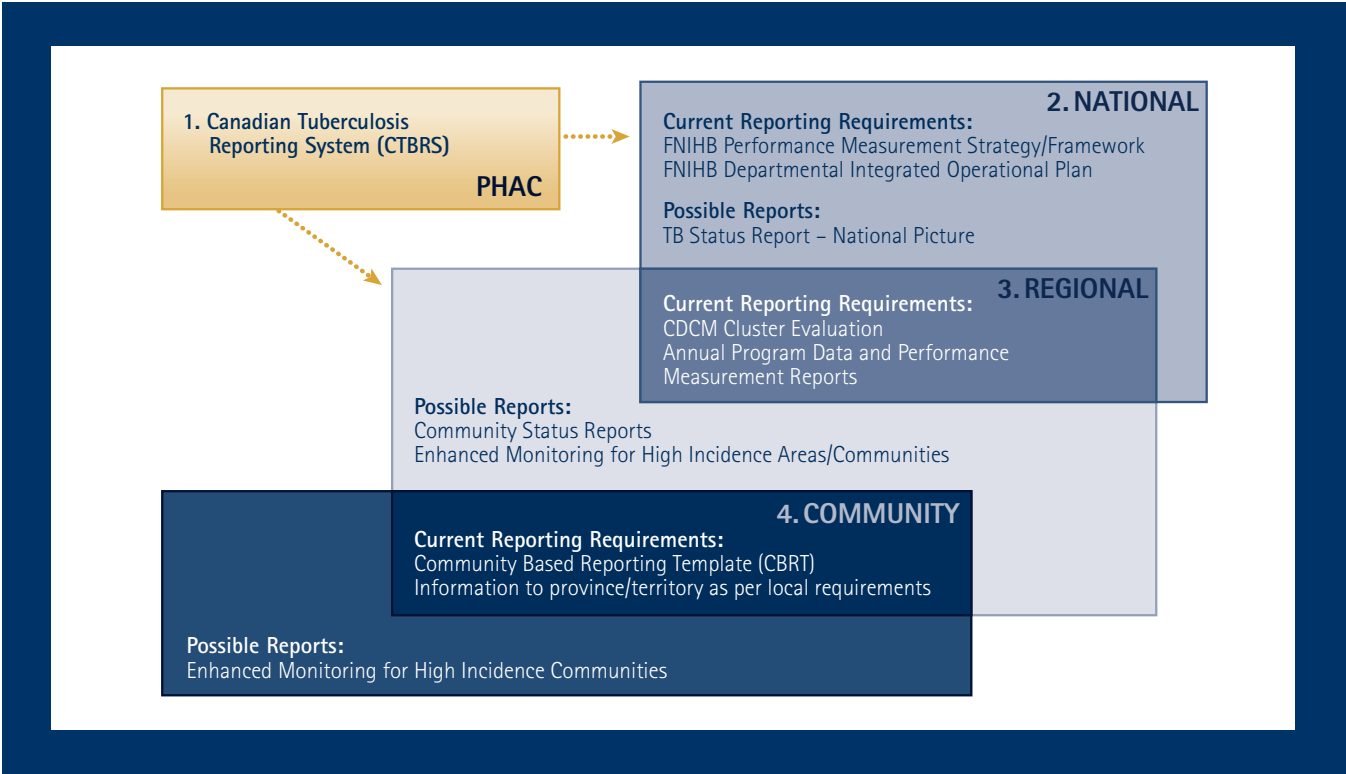 1. Canadian Tuberculosis
Reporting System (CTBRS)
PHAC
2. NATIONAL
Current Reporting Requirements:
FNIHB Performance Measurement Strategy/Framework
FNIHB Departmental Integrated Operational Plan
Possible Reports:
TB Status Report – National Picture
3. REGIONAL
Current Reporting Requirements:
CDCM Cluster Evaluation
Annual Program Data and Performance
Measurement Reports
Possible Reports:
Community Status Reports
Enhanced Monitoring for High Incidence Areas/Communities
4. COMMUNITY
Current Reporting Requirements:
Community Based Reporting Template (CBRT)
Information to province/territory as per local requirements
Possible Reports:
Enhanced Monitoring for High Incidence Communities